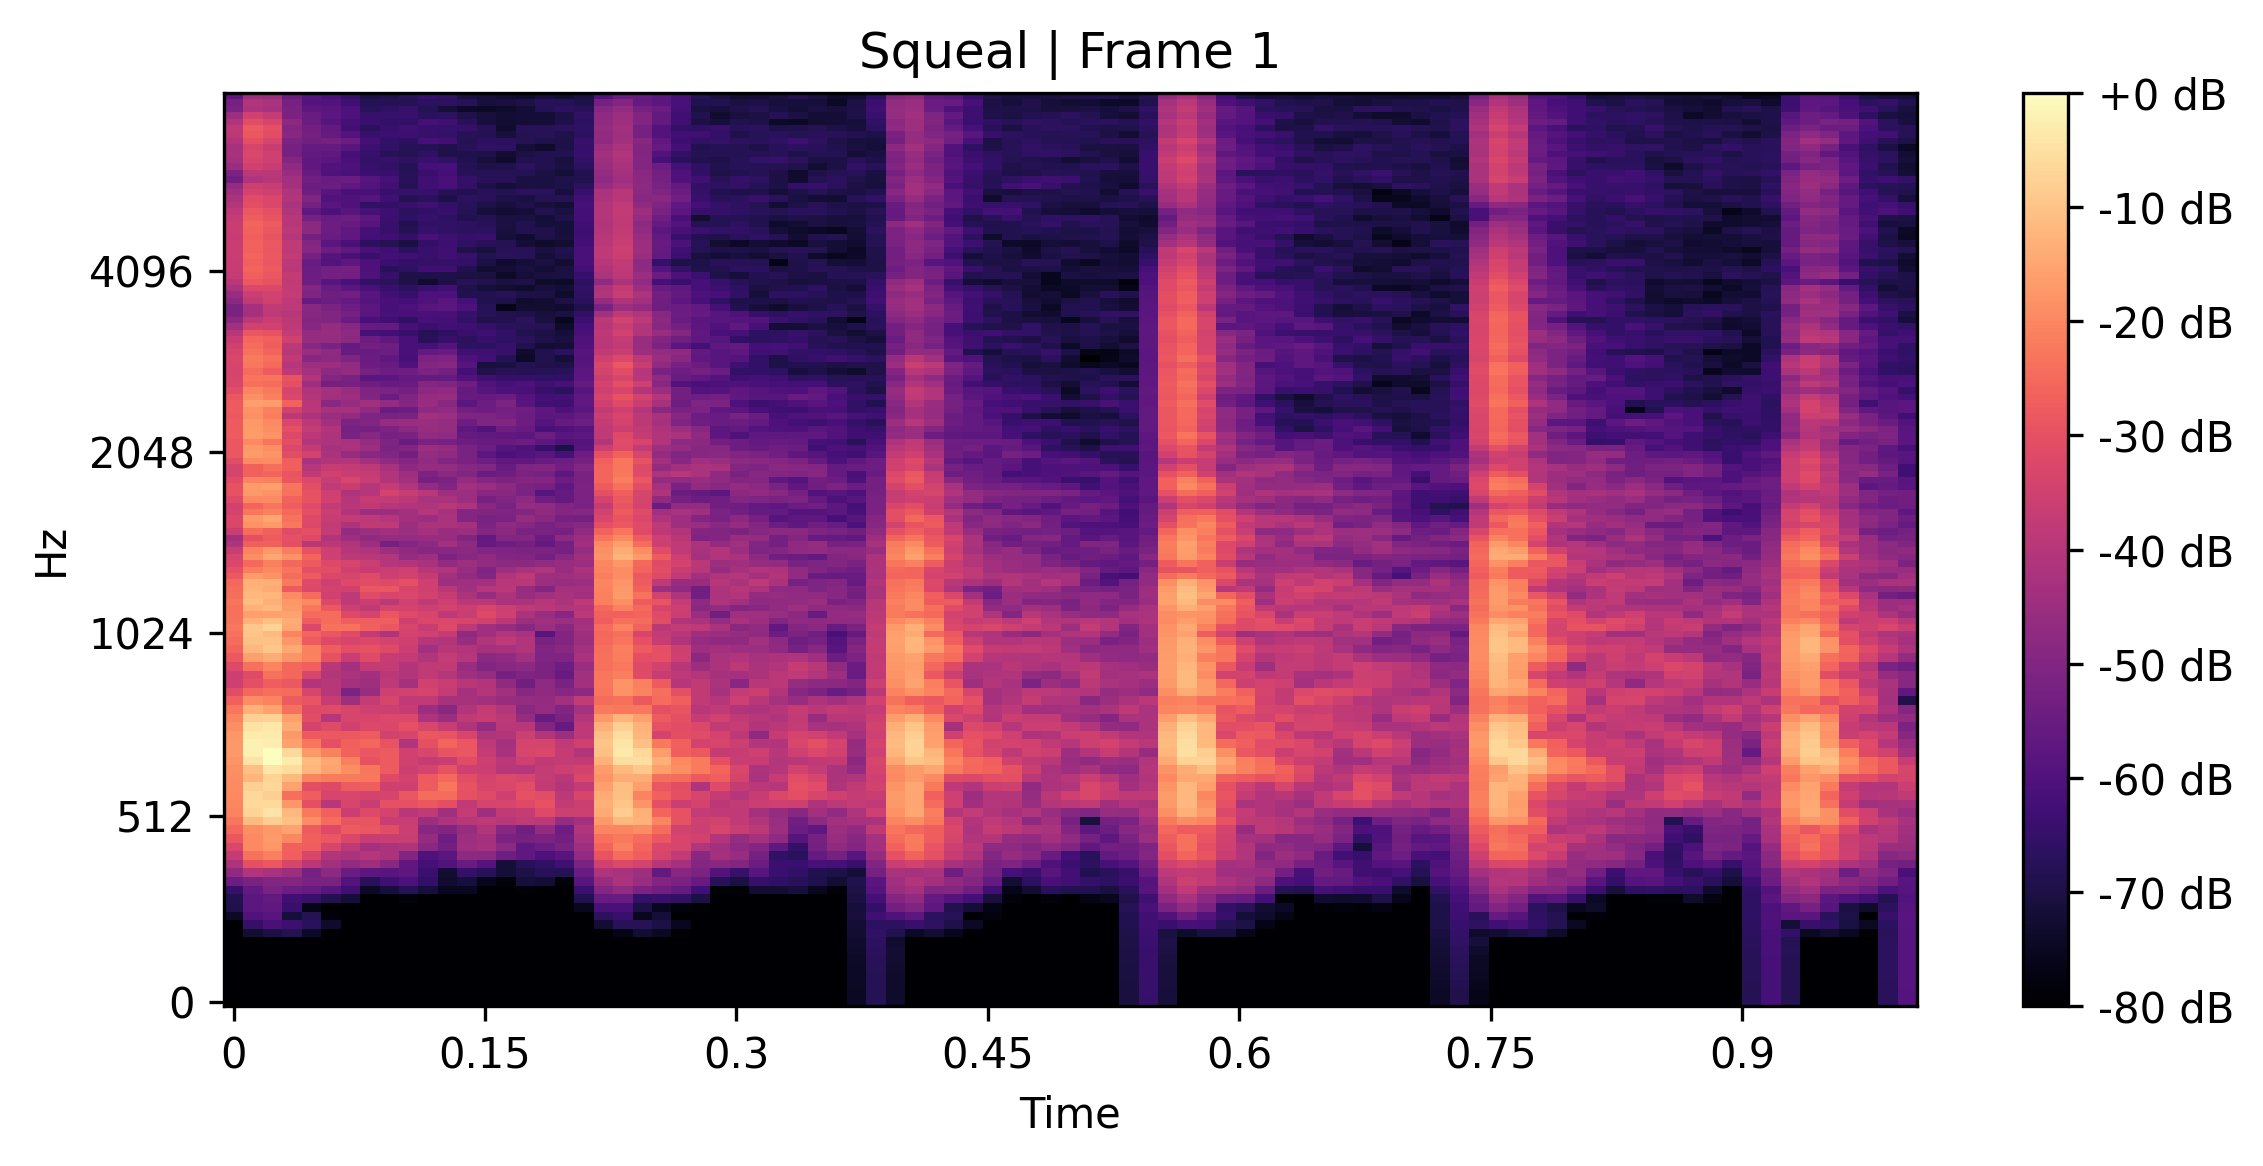 Squeal | Frame 1
+0 dB
-10 dB
-20 dB
-30 dB
-40 dB
-50 dB
-60 dB
-70 dB
-80 dB
Hz
4096
2048
1024
512
0
0 0.15 0.3 0.45 0.6 0.75 0.9
Time